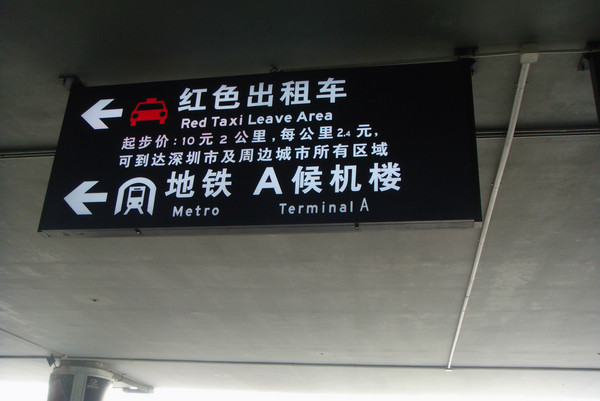 红色出租车
Red Taxi Leave Area
起步价:10元 2公里,每公里2.4元,
可到达深圳市及周边城市所有区域
地铁 A候机楼
Metro Terminal A